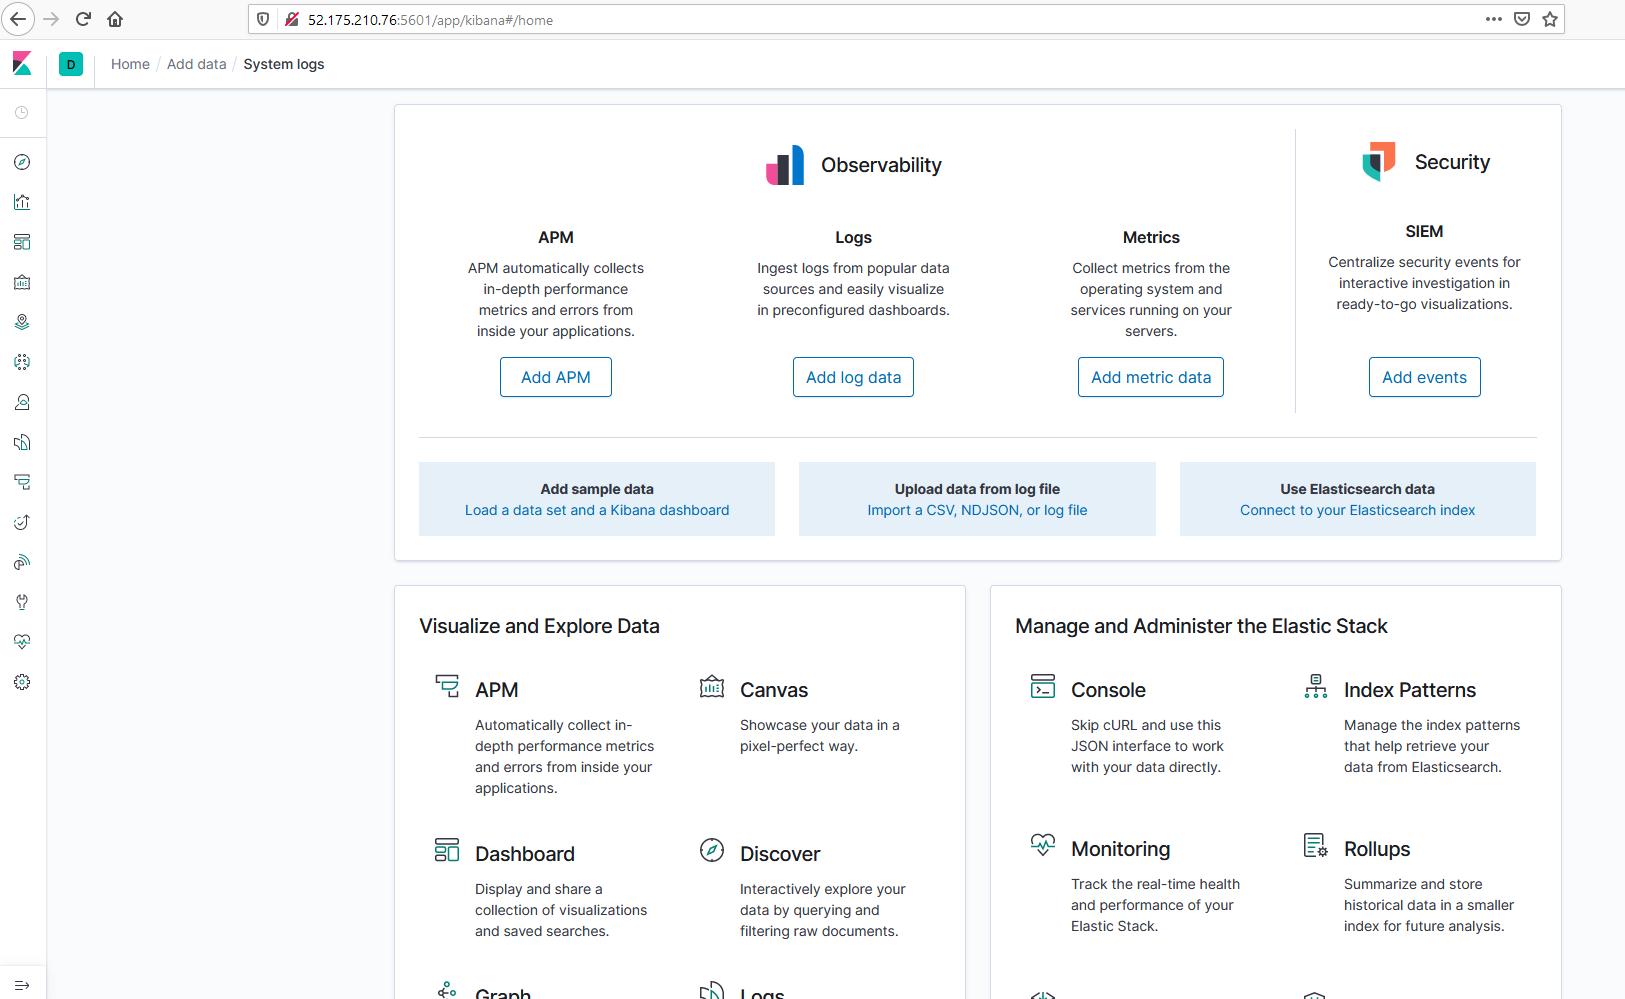 52.175.210.76:5601/app/kibana#/home
D
Home / Add data / System logs
Observability
APM
APM automatically collects
in-depth performance
metrics and errors from
inside your applications.
Add APM
Logs
Ingest logs from popular data
sources and easily visualize
in preconfigured dashboards.
Add log data
Metrics
Collect metrics from the
operating system and
services running on your
servers.
Add metric data
Security
SIEM
Centralize security events for
interactive investigation in
ready-to-go visualizations.
Add events
Add sample data
Load a data set and a Kibana dashboard
Upload data from log file
Import a CSV, NDJSON, or log file
Use Elasticsearch data
Connect to your Elasticsearch index
Visualize and Explore Data
APM
Automatically collect in-
depth performance metrics
and errors from inside your
applications.
Canvas
Showcase your data in a
pixel-perfect way.
Dashboard
Display and share a
collection of visualizations
and saved searches.
Discover
Interactively explore your
data by querying and
filtering raw documents.
Graph
Logs
Manage and Administer the Elastic Stack
Console
Skip cURL and use this
JSON interface to work
with your data directly.
Index Patterns
Manage the index patterns
that help retrieve your
data from Elasticsearch.
Monitoring
Track the real-time health
and performance of your
Elastic Stack.
Rollups
Summarize and store
historical data in a smaller
index for future analysis.